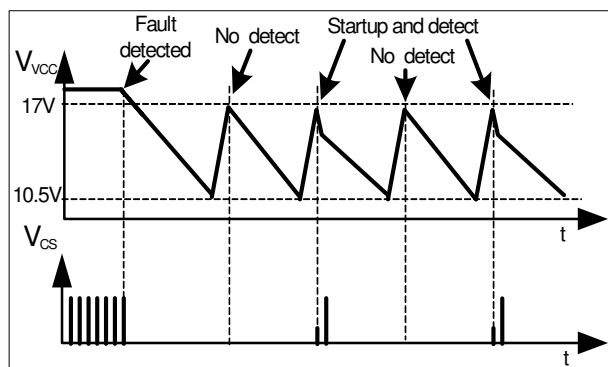 Fault
detected
No detect
Startup and detect
No detect
VVCC
17V
10.5V
t
VCS
t